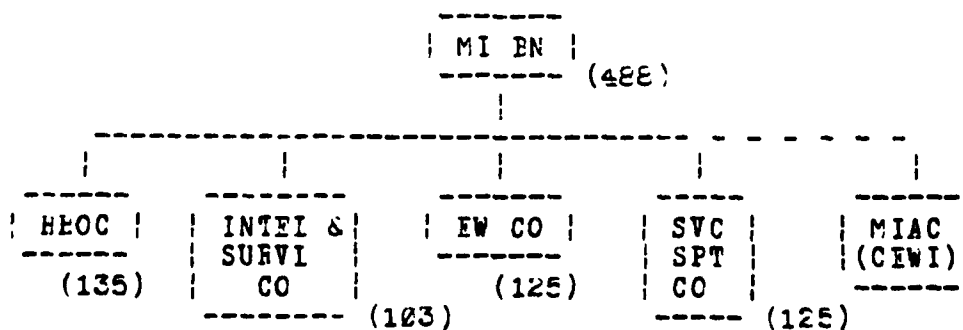 MI BN
(488)
HHOC
(135)
INTEL &
SURVL
CO
(103)
EW CO
(125)
SVC
SPT
CO
(125)
MIAC
(CEWI)